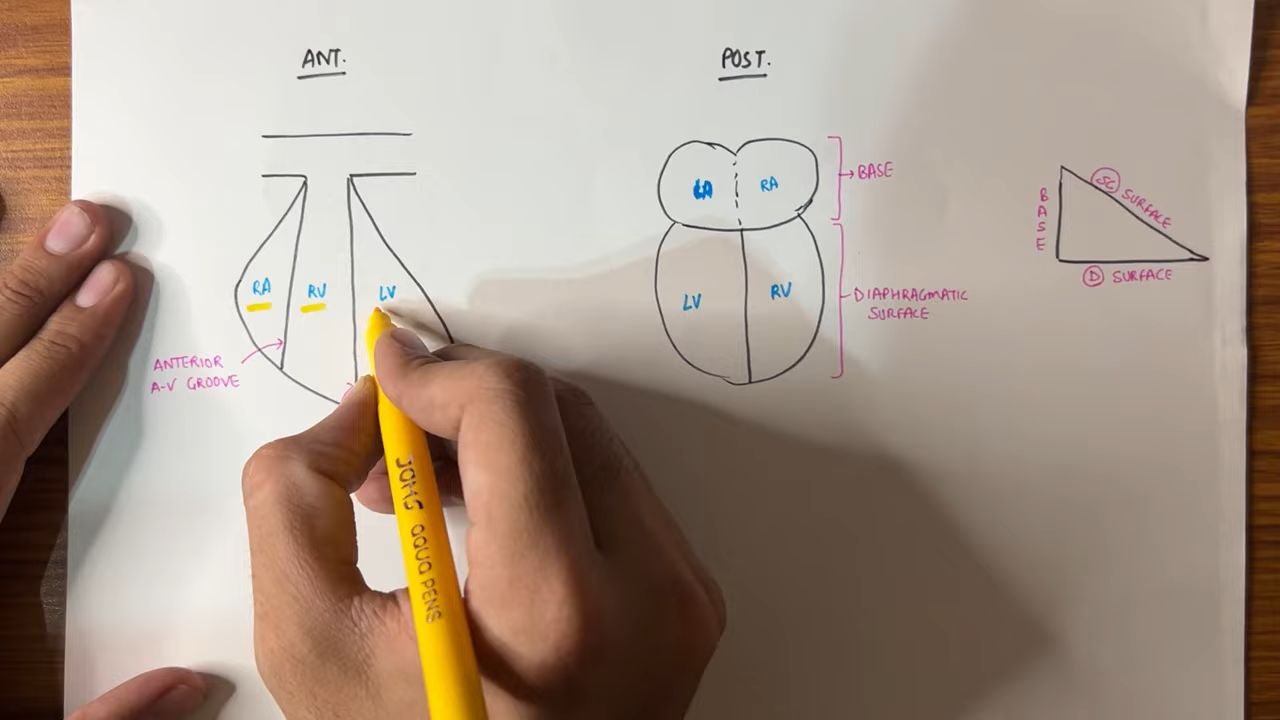 ANT.
RA
RV
LV
ANTERIOR
A-V GROOVE
POST.
LA
RA
LV
RV
BASE
DIAPHRAGMATIC
SURFACE
BASE
SC SURFACE
D SURFACE
JOMS AQUA PENS